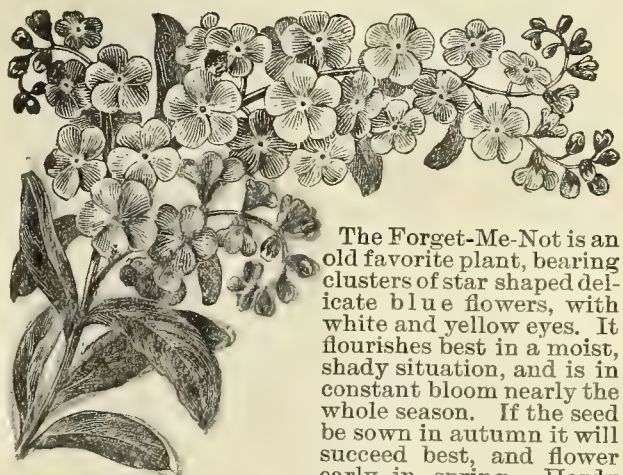 The Forget-Me-Not is an
old favorite plant, bearing
clusters of star shaped del-
icate blue flowers, with
white and yellow eyes. It
flourishes best in a moist,
shady situation, and is in
constant bloom nearly the
whole season. If the seed
be sown in autumn it will
succeed best, and flower
early in spring. Hardy